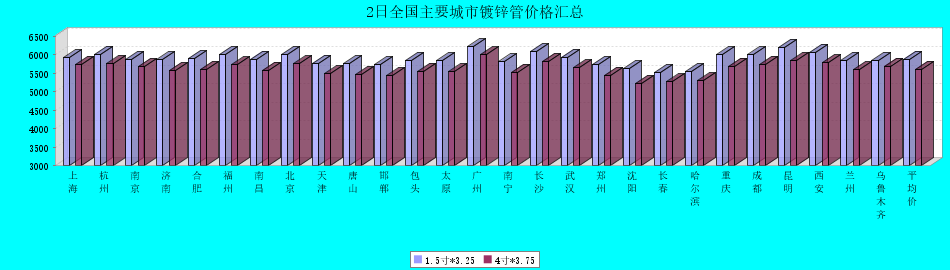 2日全国主要城市镀锌管价格汇总
6500
6000
5500
5000
4500
4000
3500
3000
上海 杭州 南京 济南 合肥 福州 南昌 北京 天津 唐山 邯郸 包头 太原 广州 南宁 长沙 武汉 郑州 沈阳 长春 哈尔滨 重庆 成都 昆明 西安 兰州 乌鲁木齐 平均价
1.5寸*3.25 4寸*3.75